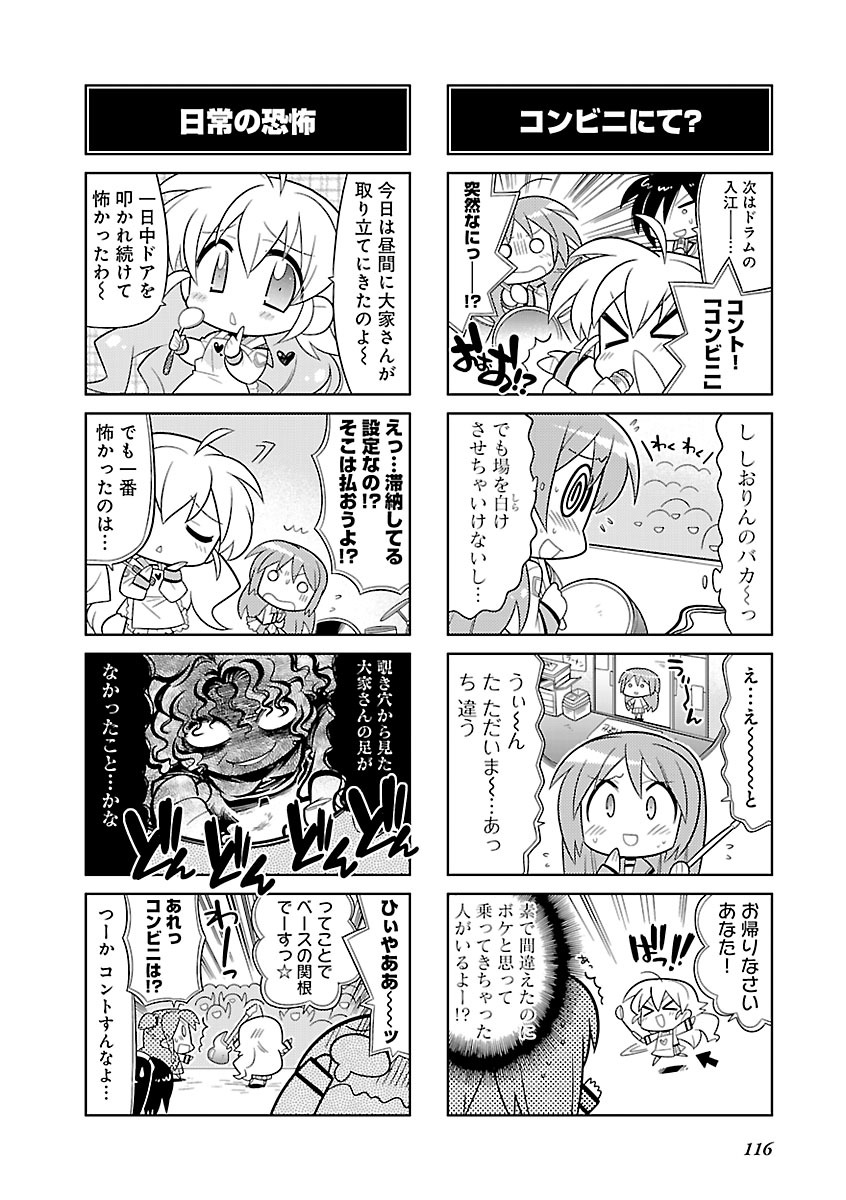 コンビニにて?
次はドラムの
入江――…
コント!
「コンビニ」
突然なにっ――!?
おぉお!?
わくわく
し しおりんのバカ〜っ
でも場を白け
しら
させちゃいけないし…
え…え〜〜〜〜と
うぃーん
うぃ〜ん
た ただいま〜〜…あっ
ち 違う
お帰りなさい
あなた!
ばっ!!
素で間違えたのに
ボケと思って
乗ってきちゃった
人がいるよー!?
日常の恐怖
今日は昼間に大家さんが
取り立てにきたのよ〜
一日中ドアを
叩かれ続けて
怖かったわ〜
えっ…滞納してる
設定なの!?
そこは払おうよ!?
でも一番
怖かったのは…
覗き穴から見た
大家さんの足が
なかったこと…かな
どん
どん
どん
どん
ひぃやああ〜〜〜ッ
ってことで
ベースの関根
でーすっ☆
わー
あれっ
コンビニは!?
つーか コントすんなよ…
116